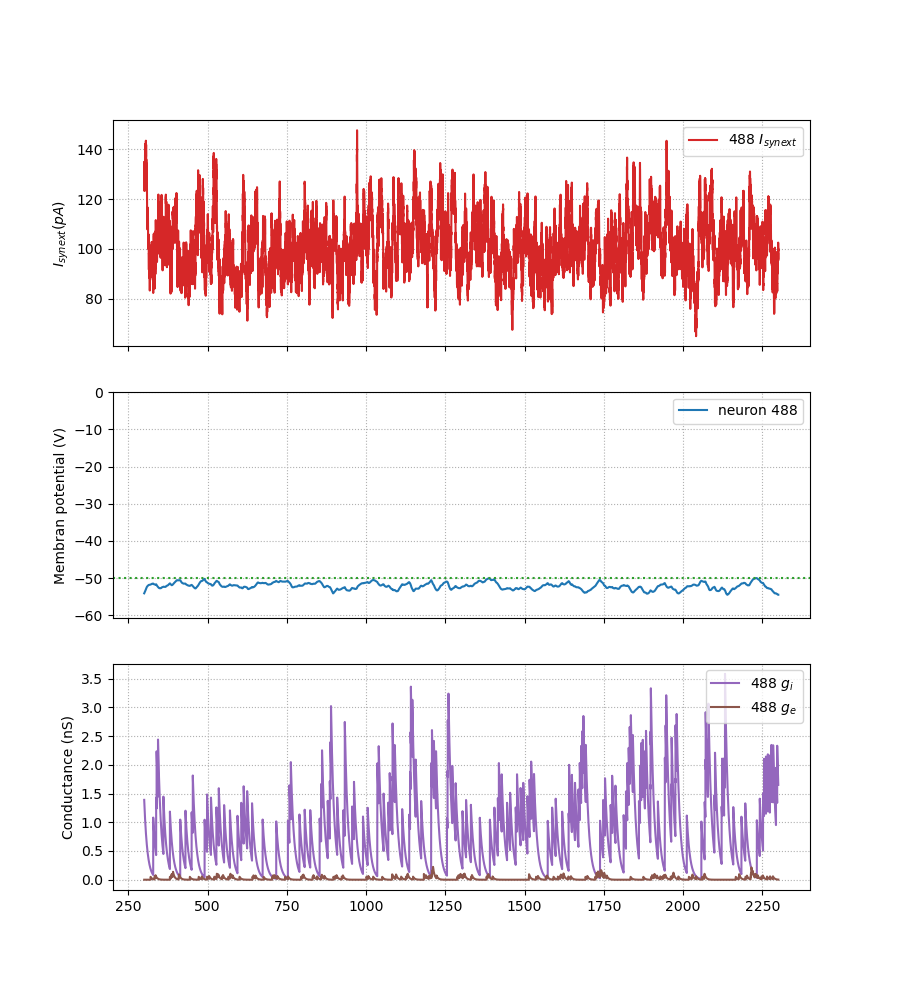 140
120
100
80
I_synext(pA)
488 I_synext
0
−10
−20
−30
−40
−50
−60
Membran potential (V)
neuron 488
3.5
3.0
2.5
2.0
1.5
1.0
0.5
0.0
Conductance (nS)
488 g_i
488 g_e
250 500 750 1000 1250 1500 1750 2000 2250